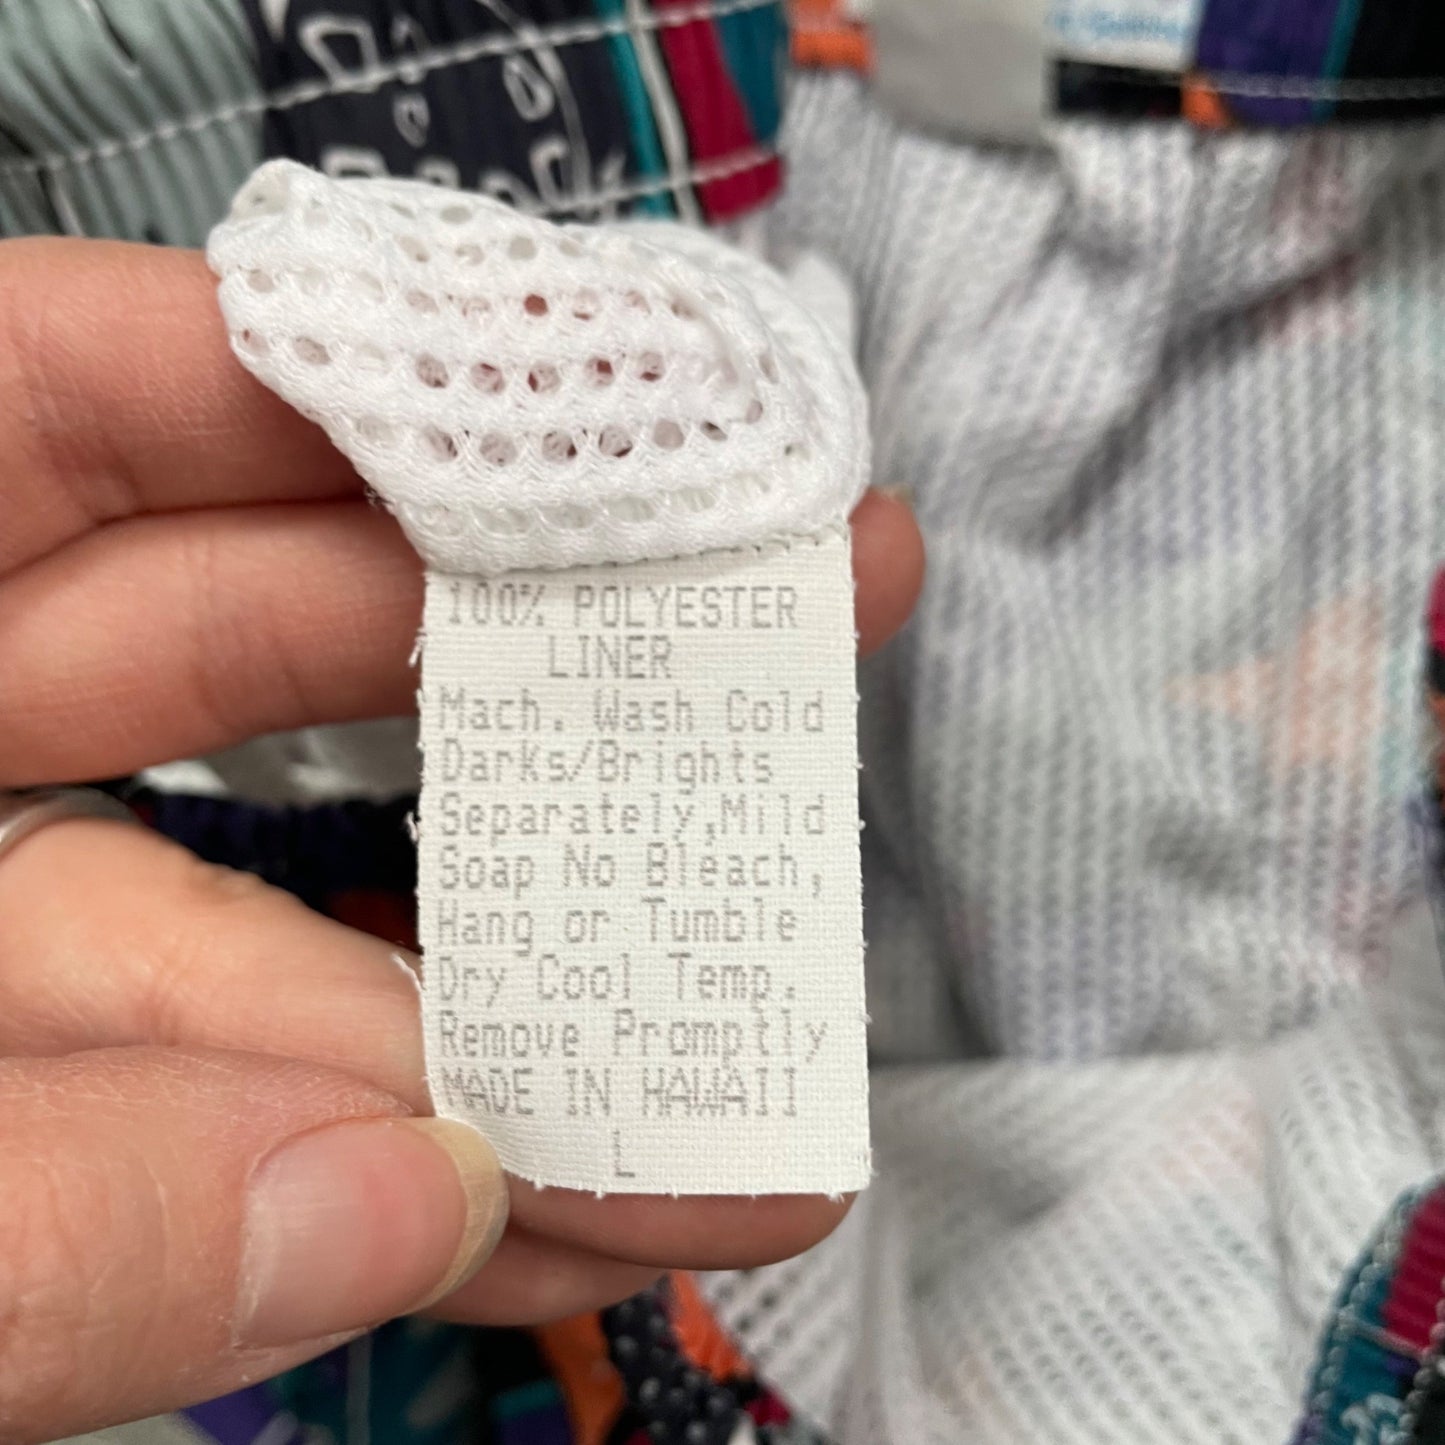 100% POLYESTER
LINER
Mach. Wash Cold
Darks/Brights
Separately,Mild
Soap No Bleach,
Hang or Tumble
Dry Cool Temp.
Remove Promptly
MADE IN HAWAII
L